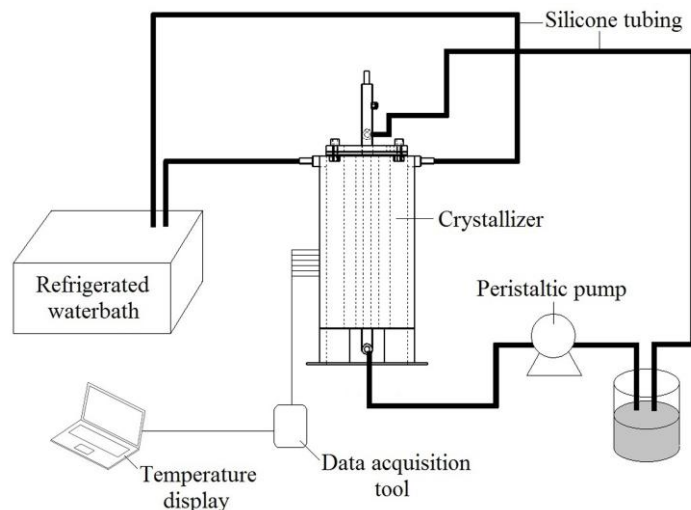 Silicone tubing
Crystallizer
Refrigerated
waterbath
Peristaltic pump
Data acquisition
tool
Temperature
display